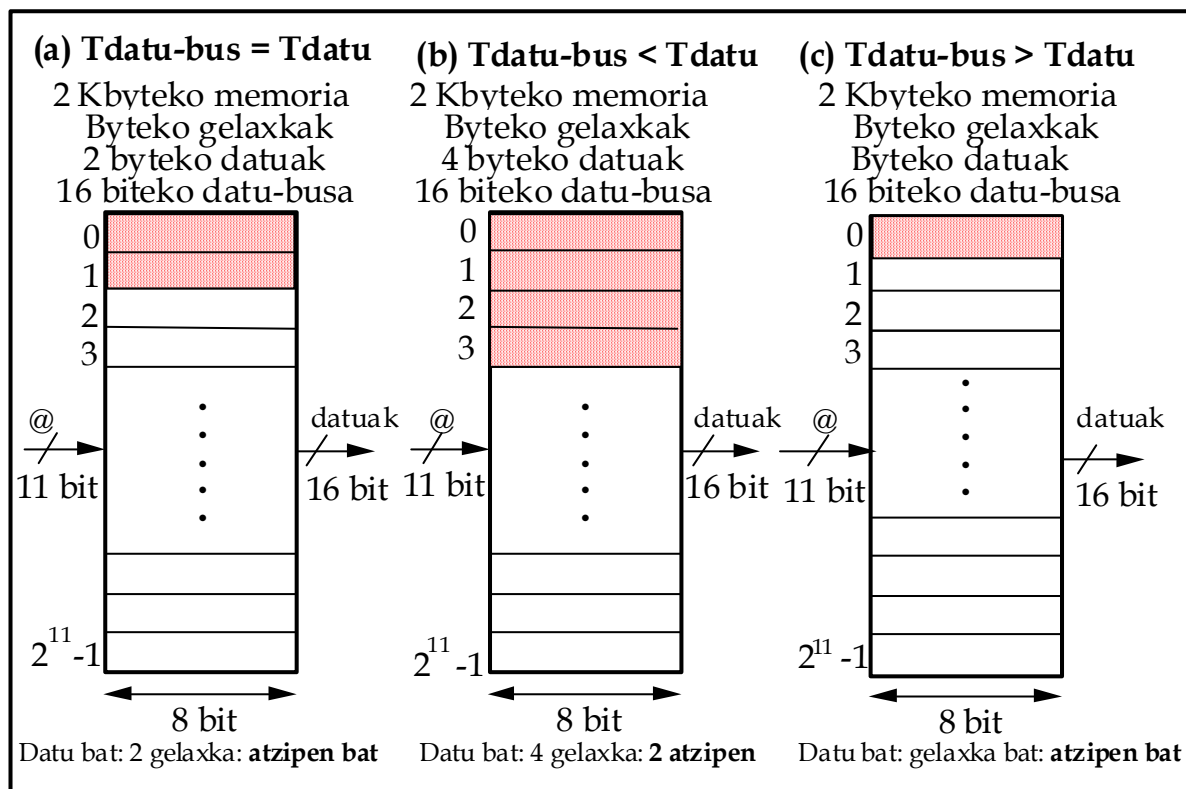 (a) Tdatu-bus = Tdatu
2 Kbyteko memoria
Byteko gelaxkak
2 byteko datuak
16 biteko datu-busa
0
1
2
3
@
11 bit
datuak
16 bit
2^11 -1
8 bit
Datu bat: 2 gelaxka: atzipen bat
(b) Tdatu-bus < Tdatu
2 Kbyteko memoria
Byteko gelaxkak
4 byteko datuak
16 biteko datu-busa
0
1
2
3
@
11 bit
datuak
16 bit
2^11 -1
8 bit
Datu bat: 4 gelaxka: 2 atzipen
(c) Tdatu-bus > Tdatu
2 Kbyteko memoria
Byteko gelaxkak
Byteko datuak
16 biteko datu-busa
0
1
2
3
@
11 bit
datuak
16 bit
2^11 -1
8 bit
Datu bat: gelaxka bat: atzipen bat